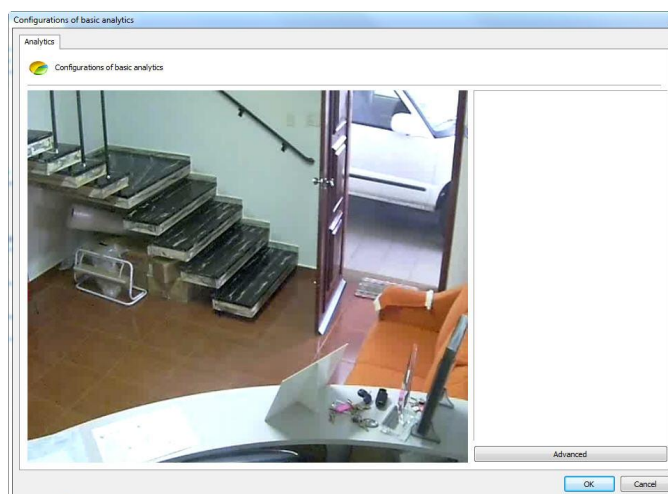 Configurations of basic analytics
Analytics
Configurations of basic analytics
Advanced
OK
Cancel